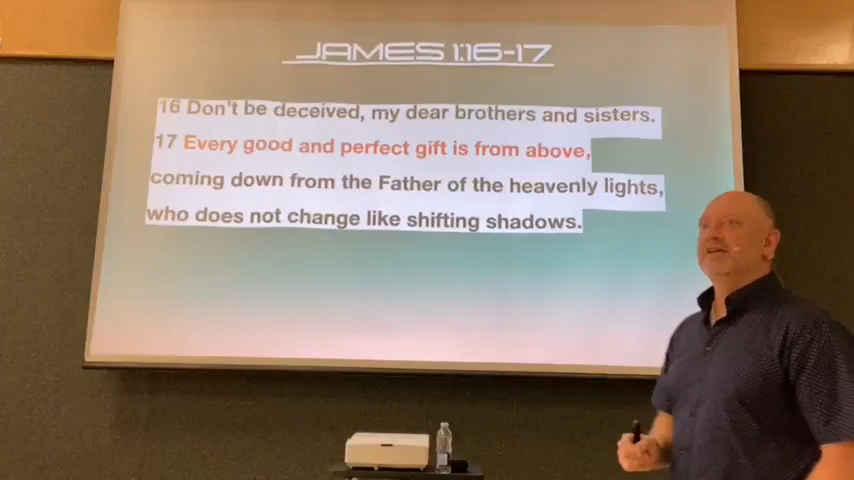 JAMES 1:16-17
16 Don't be deceived, my dear brothers and sisters.
17 Every good and perfect gift is from above,
coming down from the Father of the heavenly lights,
who does not change like shifting shadows.